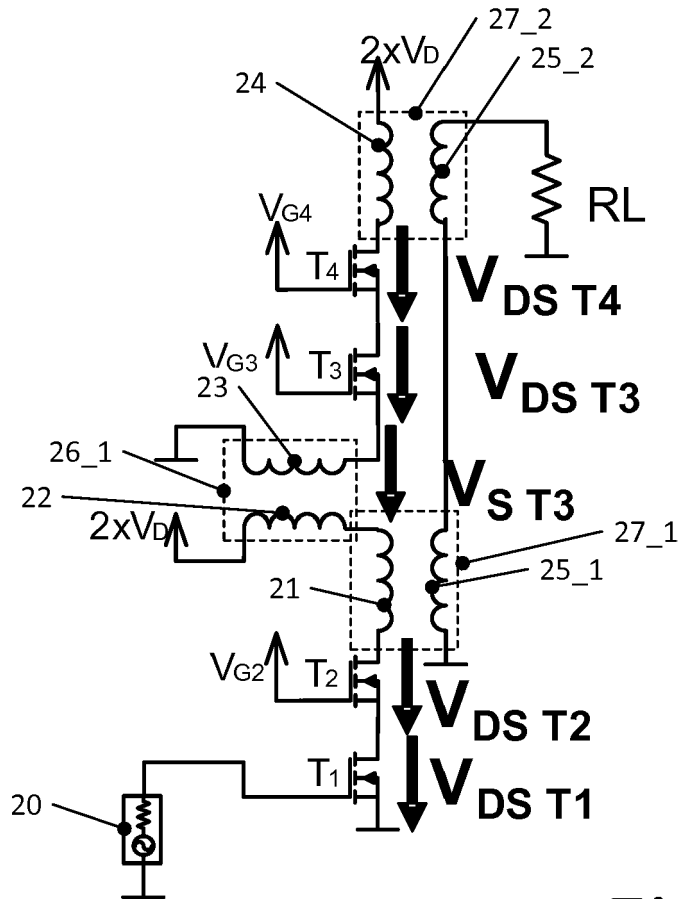 27_2
2xVD
25_2
24
VG4
RL
T4
VDS T4
VG3
T3
VDS T3
23
26_1
22
VS T3
2xVD
27_1
25_1
21
VG2
T2
VDS T2
T1
VDS T1
20